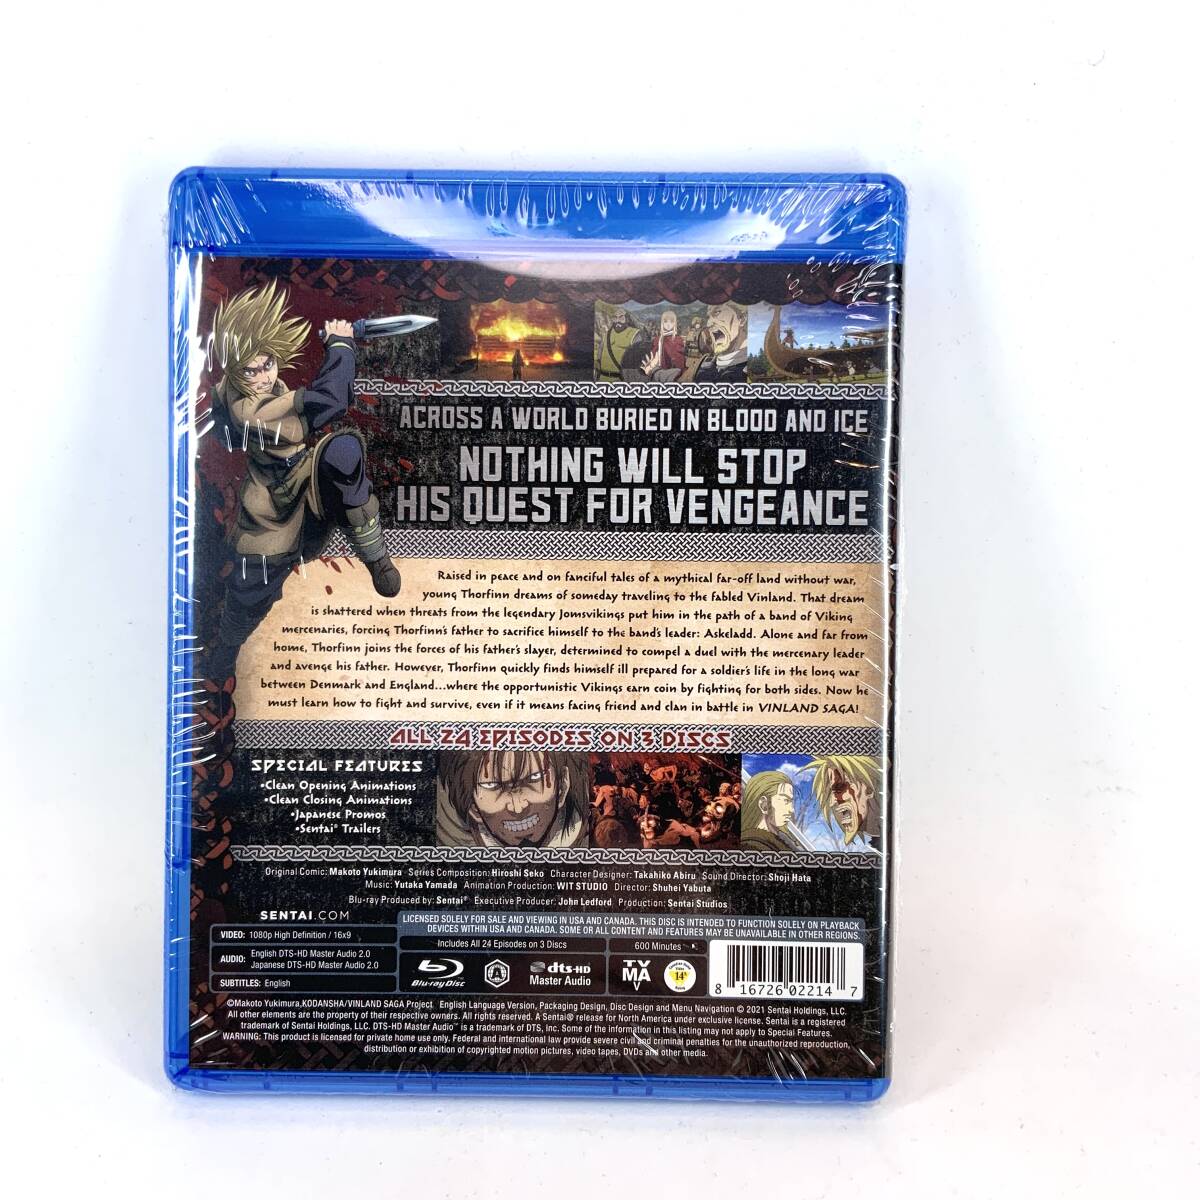 ACROSS A WORLD BURIED IN BLOOD AND ICE
NOTHING WILL STOP
HIS QUEST FOR VENGEANCE
Raised in peace and on fanciful tales of a mythical far-off land without war,
young Thorfinn dreams of someday traveling to the fabled Vinland. That dream
is shattered when threats from the legendary Jomsvikings put him in the path of a band of Viking
mercenaries, forcing Thorfinn's father to sacrifice himself to the band's leader: Askeladd. Alone and far from
home, Thorfinn joins the forces of his father's slayer, determined to compel a duel with the mercenary leader
and avenge his father. However, Thorfinn quickly finds himself ill prepared for a soldier's life in the long war
between Denmark and England...where the opportunistic Vikings earn coin by fighting for both sides. Now he
must learn how to fight and survive, even if it means facing friend and clan in battle in VINLAND SAGA!
ALL 24 EPISODES ON 3 DISCS
SPECIAL FEATURES
•Clean Opening Animations
•Clean Closing Animations
•Japanese Promos
•Sentai® Trailers
Original Comic: Makoto Yukimura Series Composition: Hiroshi Seko Character Designer: Takahiko Abiru Sound Director: Shoji Hata
Music: Yutaka Yamada Animation Production: WIT STUDIO Director: Shuhei Yabuta
Blu-ray Produced by: Sentai® Executive Producer: John Ledford Production: Sentai Studios
SENTAI.COM
LICENSED SOLELY FOR SALE AND VIEWING IN USA AND CANADA. THIS DISC IS INTENDED TO FUNCTION SOLELY ON PLAYBACK
DEVICES WITHIN USA AND CANADA. SOME OR ALL CONTENT AND FEATURES MAY BE UNAVAILABLE IN OTHER REGIONS.
VIDEO: 1080p High Definition / 16x9
AUDIO: English DTS-HD Master Audio 2.0
Japanese DTS-HD Master Audio 2.0
SUBTITLES: English
Includes All 24 Episodes on 3 Discs
600 Minutes
Blu-ray Disc
A
dts-HD
Master Audio
TV
MA
V
14+
8 16726 02214 7
©Makoto Yukimura,KODANSHA/VINLAND SAGA Project English Language Version, Packaging Design, Disc Design and Menu Navigation © 2021 Sentai Holdings, LLC.
All other elements are the property of their respective owners. All rights reserved. A Sentai® release for North America under exclusive license. Sentai is a registered
trademark of Sentai Holdings, LLC. DTS-HD Master Audio™ is a trademark of DTS, Inc. Some of the information in this listing may not apply to Special Features.
WARNING: This product is licensed for private home use only. Federal and international law provide severe civil and criminal penalties for the unauthorized reproduction,
distribution or exhibition of copyrighted motion pictures, video tapes, DVDs and other media.